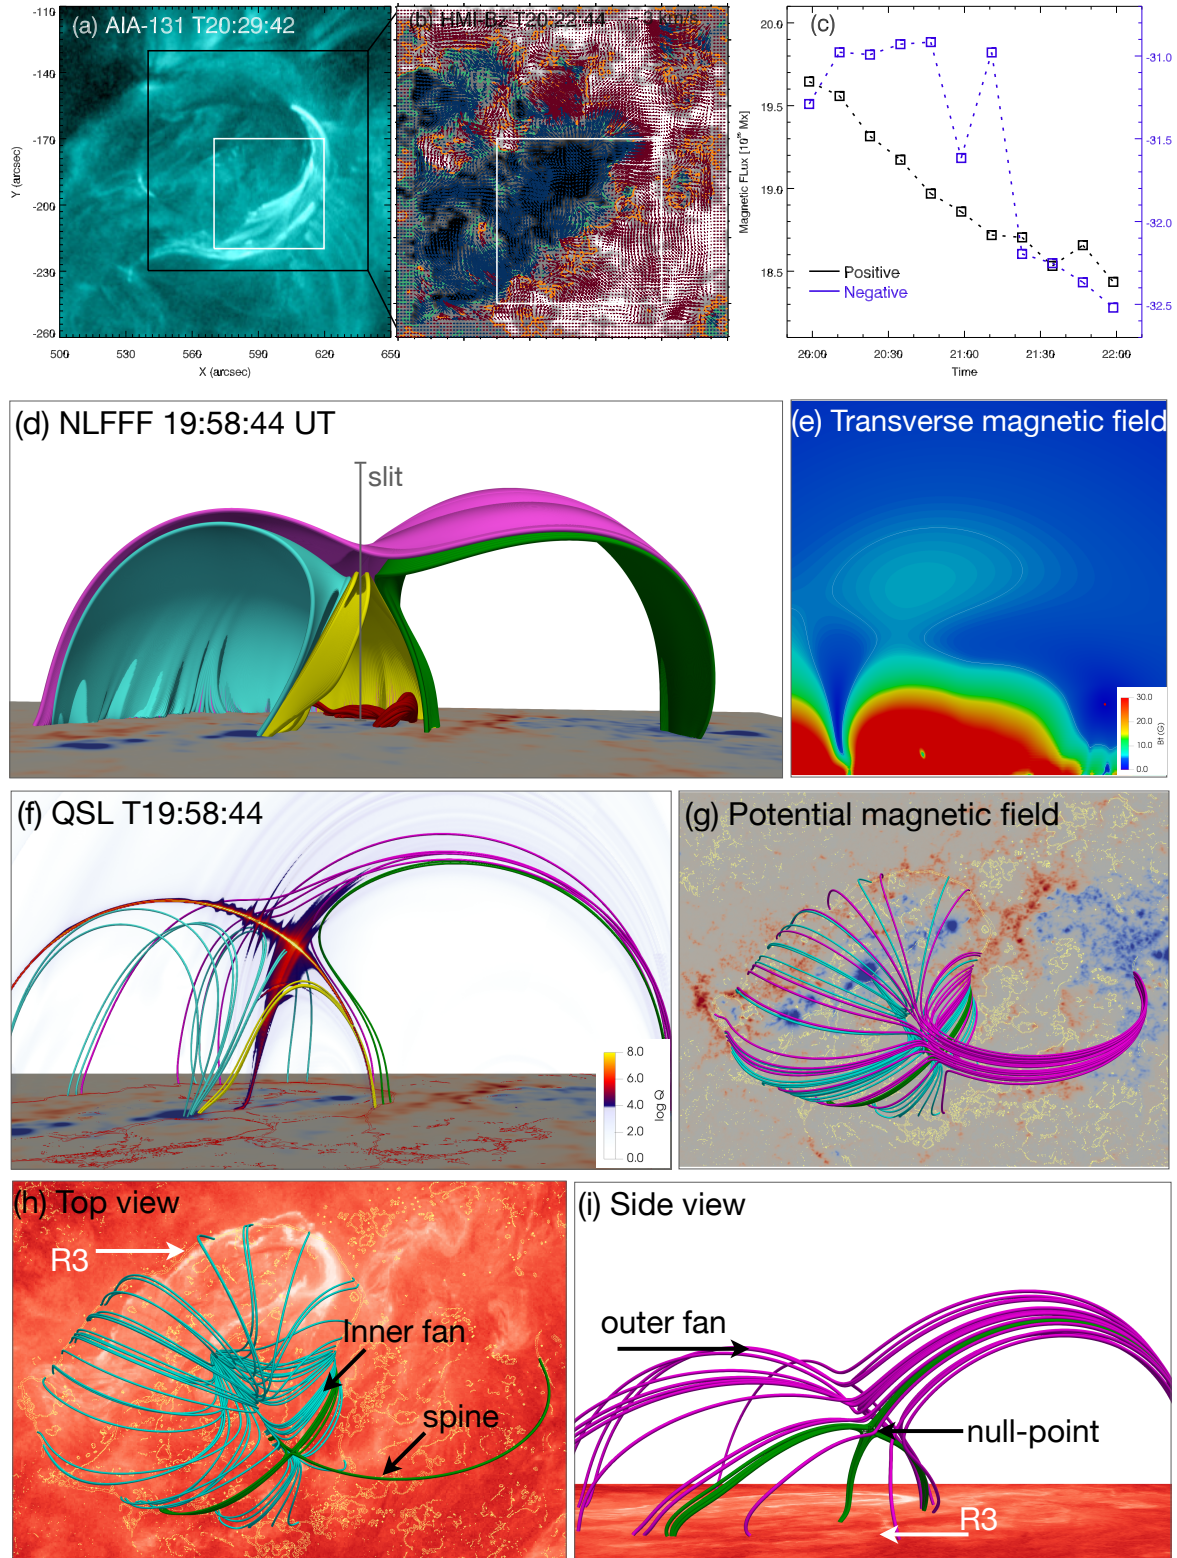 (a) AIA-131 T20:29:42
-110
-140
-170
-200
-230
-260
Y (arcsec)
500 530 560 590 620 650
X (arcsec)
(b) HMI-Bz T20:22:44
km/s
(c)
20.0
19.5
19.0
18.5
Magnetic FLux [10 Mx]
-31.0
-31.5
-32.0
-32.5
Positive
Negative
20:00 20:30 21:00 21:30 22:00
Time
(d) NLFFF 19:58:44 UT
slit
(e) Transverse magnetic field
30.0
20.0
10.0
0.0
Bt (G)
(f) QSL T19:58:44
8.0
6.0
4.0
2.0
0.0
log Q
(g) Potential magnetic field
(h) Top view
R3
Inner fan
spine
(i) Side view
outer fan
null-point
R3